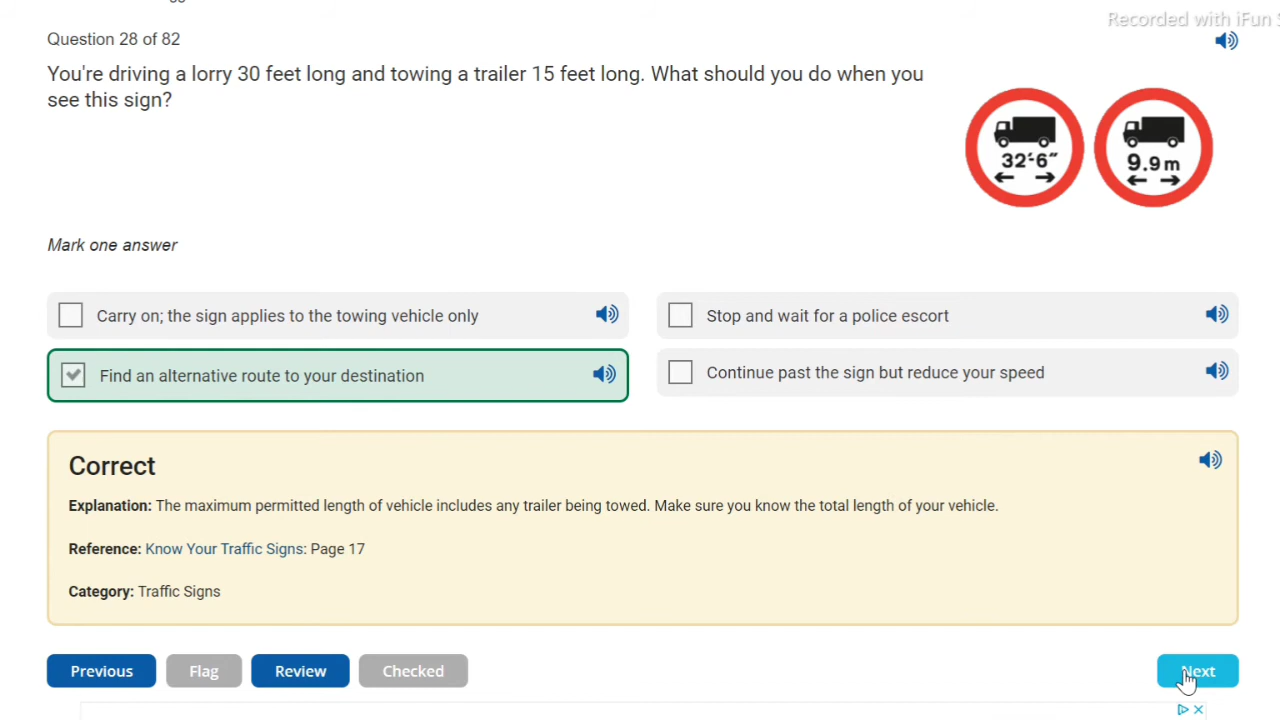 Recorded with iFun
Question 28 of 82
You're driving a lorry 30 feet long and towing a trailer 15 feet long. What should you do when you
see this sign?
32'-6"
9.9 m
Mark one answer
Carry on; the sign applies to the towing vehicle only
Stop and wait for a police escort
Find an alternative route to your destination
Continue past the sign but reduce your speed
Correct
Explanation: The maximum permitted length of vehicle includes any trailer being towed. Make sure you know the total length of your vehicle.
Reference: Know Your Traffic Signs: Page 17
Category: Traffic Signs
Previous
Flag
Review
Checked
Next